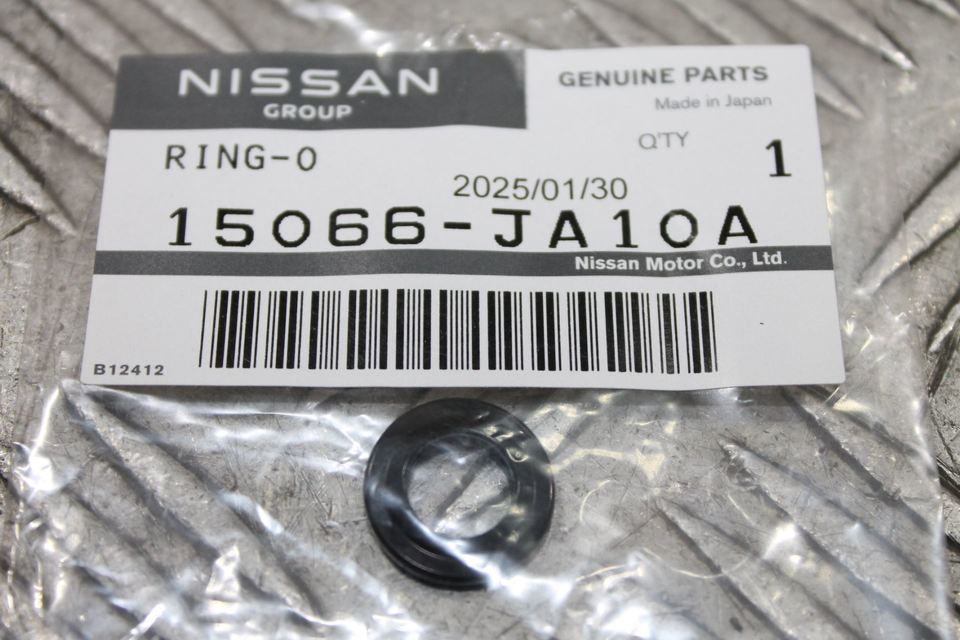 NISSAN
GROUP
GENUINE PARTS
Made in Japan
RING-O
Q'TY
1
2025/01/30
15066-JA10A
Nissan Motor Co., Ltd.
B12412